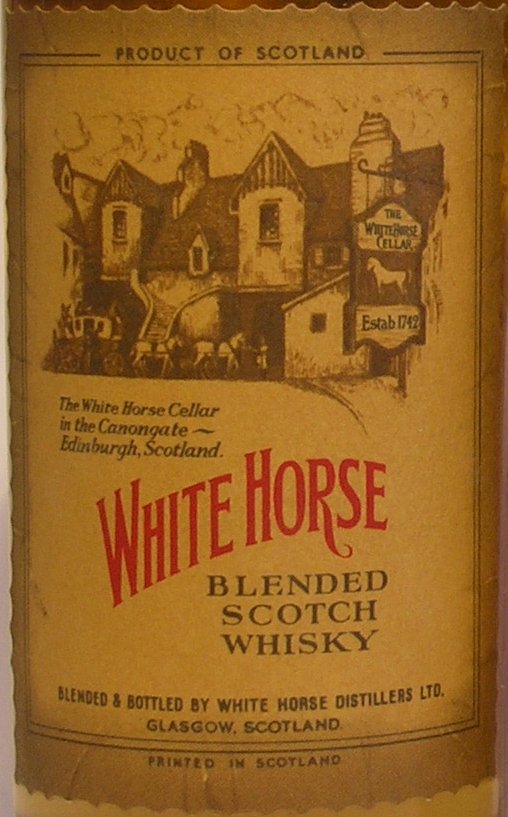 PRODUCT OF SCOTLAND
THE
WHITE HORSE
CELLAR
Estab 1742
The White Horse Cellar
in the Canongate ~
Edinburgh, Scotland.
WHITE HORSE
BLENDED
SCOTCH
WHISKY
BLENDED & BOTTLED BY WHITE HORSE DISTILLERS LTD.
GLASGOW, SCOTLAND.
PRINTED IN SCOTLAND